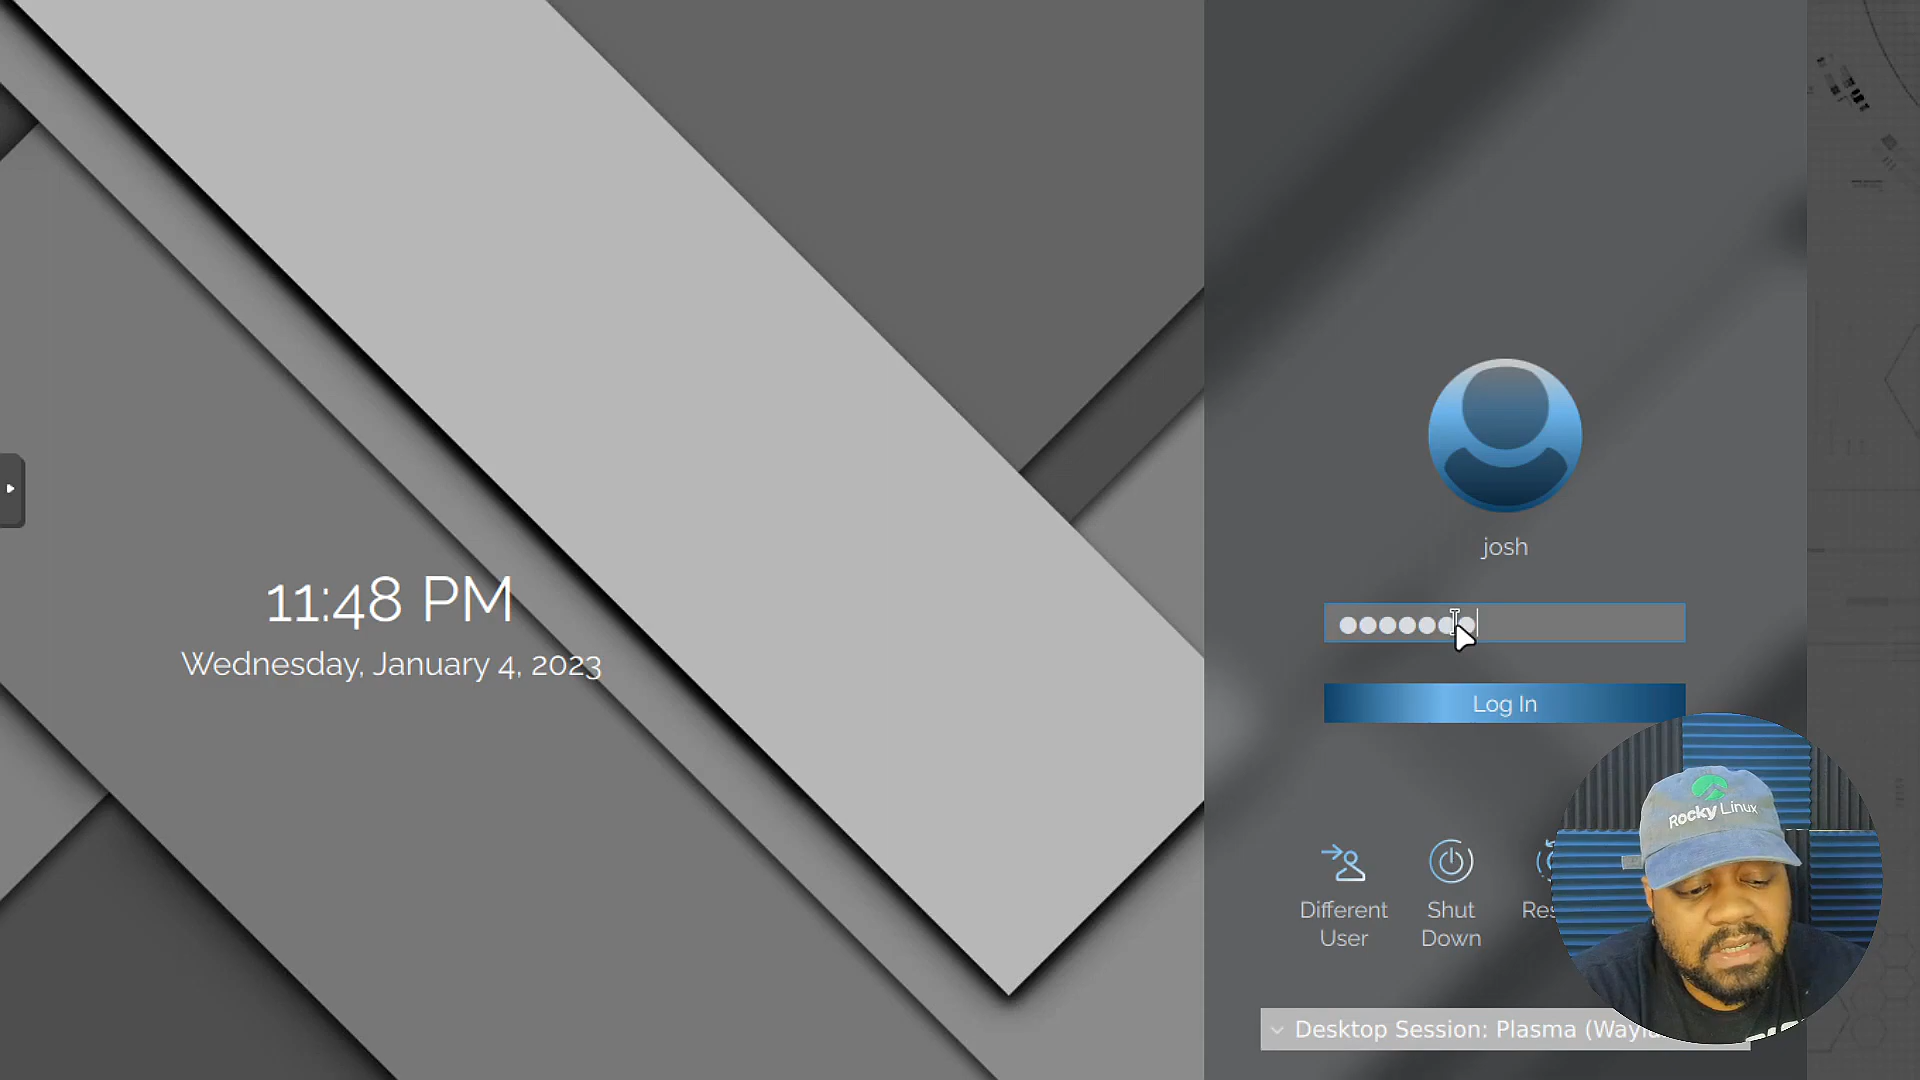 11:48 PM
Wednesday, January 4, 2023
josh
Log In
Different
User
Shut
Down
Rocky Linux
Desktop Session: Plasma